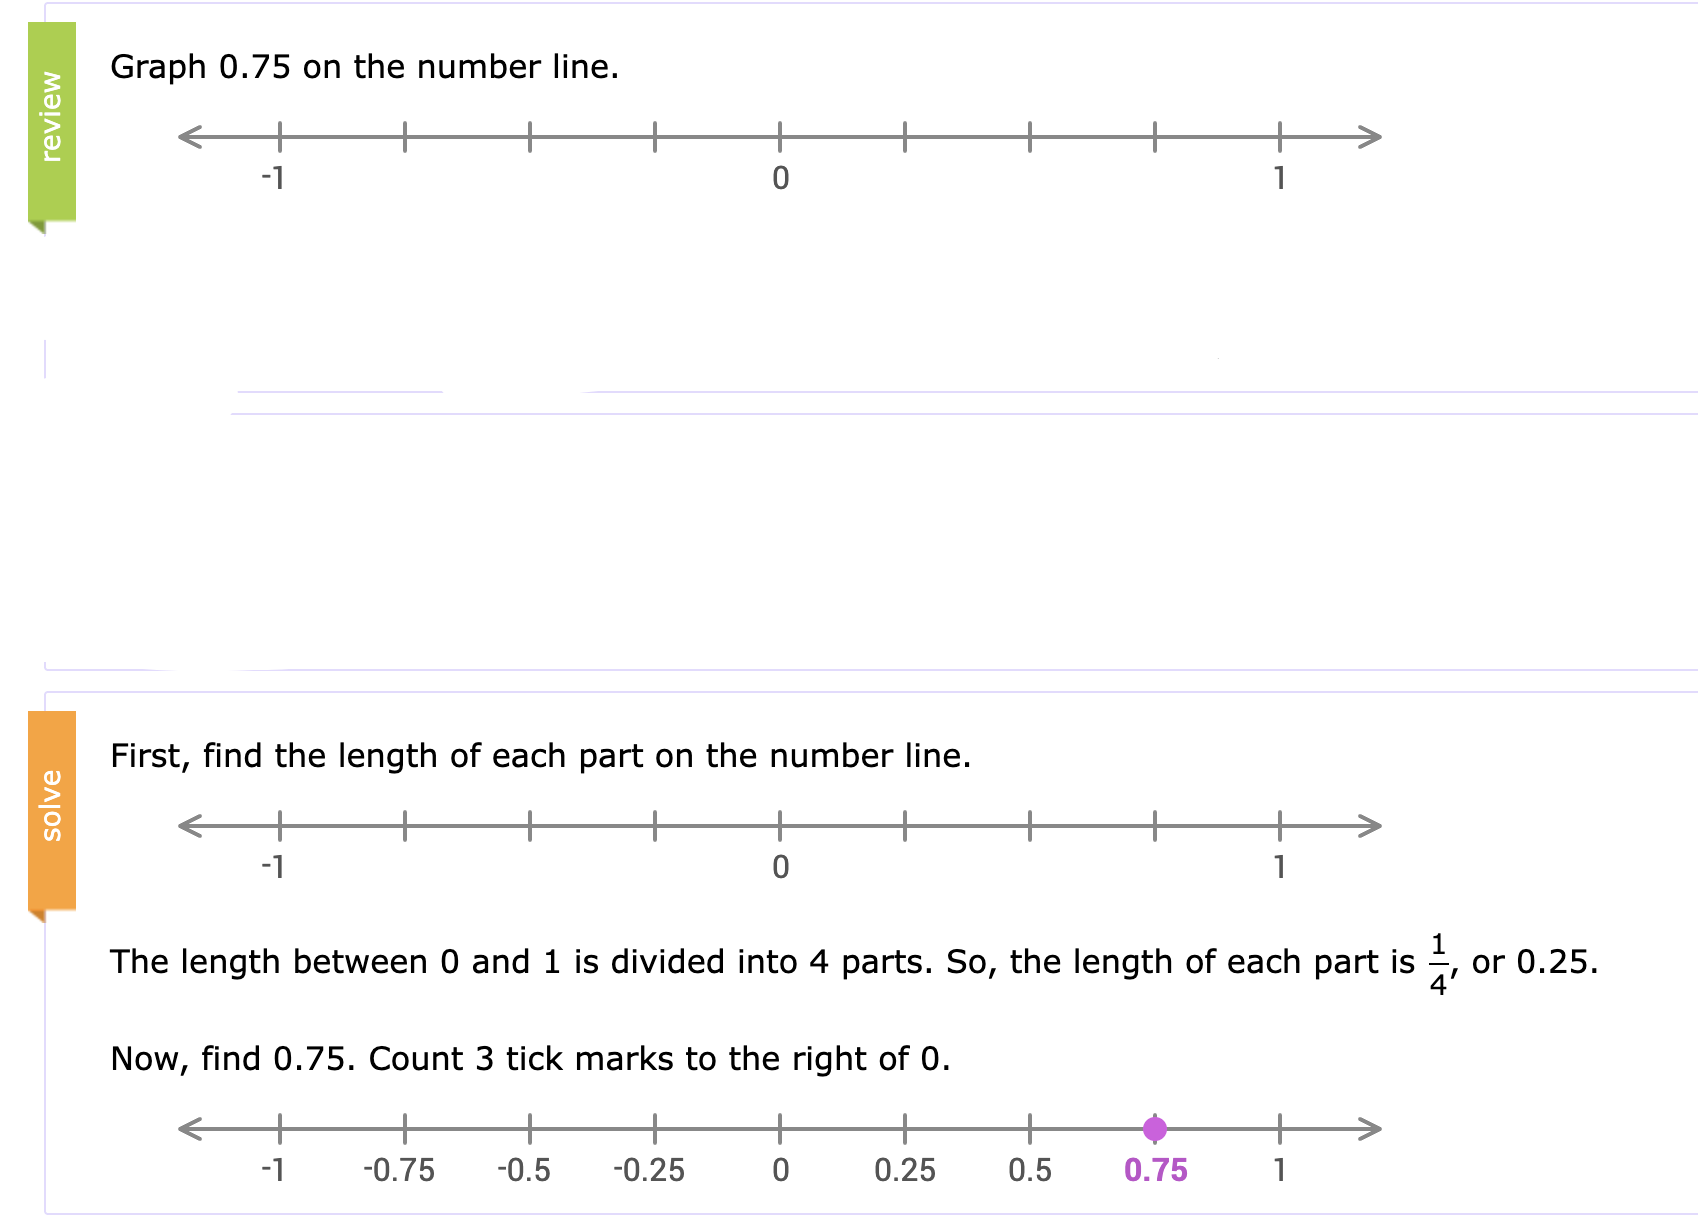 review
Graph 0.75 on the number line.
-1 0 1
solve
First, find the length of each part on the number line.
-1 0 1
The length between 0 and 1 is divided into 4 parts. So, the length of each part is 1/4, or 0.25.
Now, find 0.75. Count 3 tick marks to the right of 0.
-1 -0.75 -0.5 -0.25 0 0.25 0.5 0.75 1